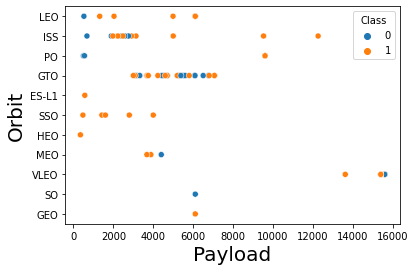 LEO
ISS
PO
GTO
ES-L1
SSO
HEO
MEO
VLEO
SO
GEO
Orbit
Class
0
1
0 2000 4000 6000 8000 10000 12000 14000 16000
Payload